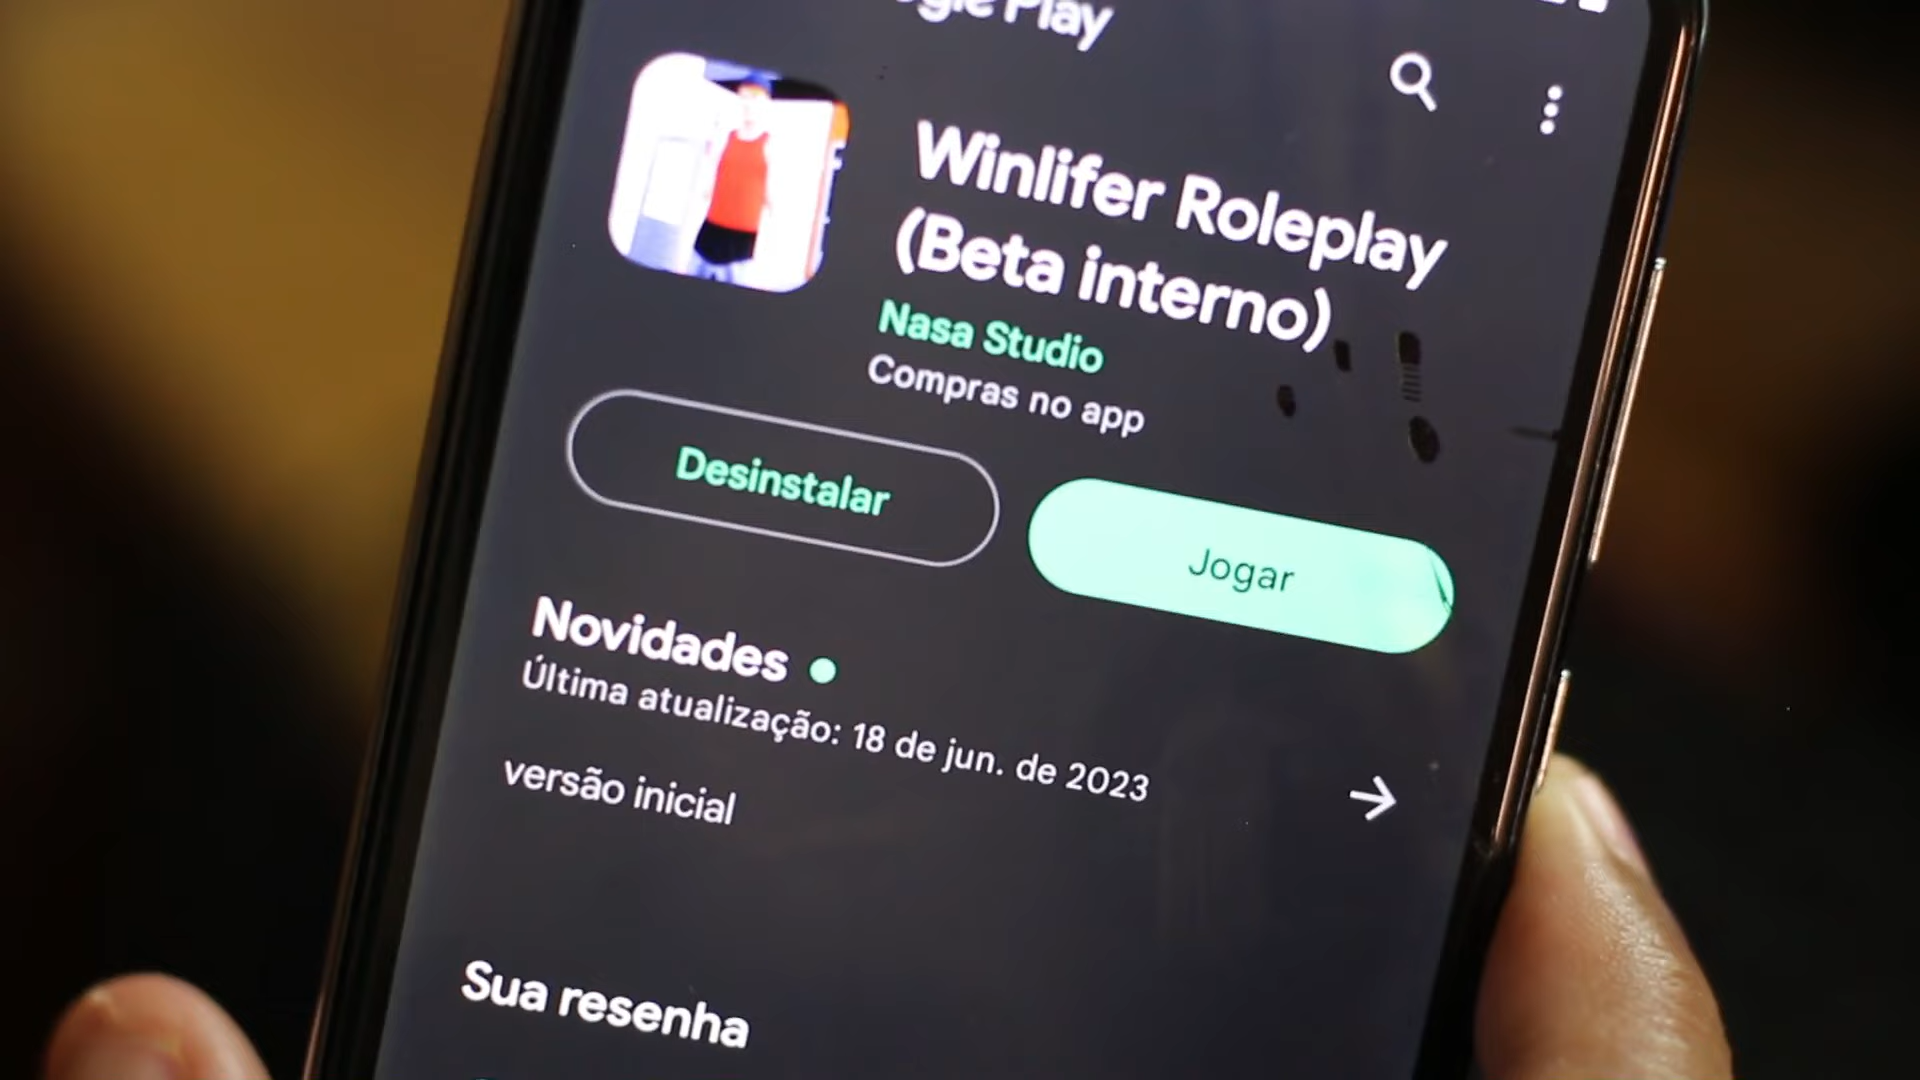 Play
Winlifer Roleplay
(Beta interno)
Nasa Studio
Compras no app
Desinstalar
Jogar
Novidades
Última atualização: 18 de jun. de 2023
versão inicial
Sua resenha